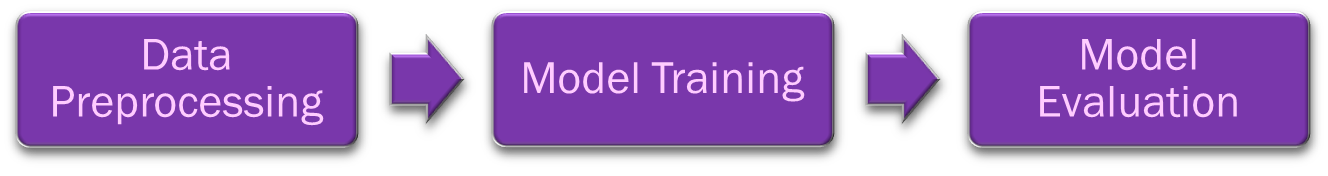 Data
Preprocessing
Model Training
Model
Evaluation